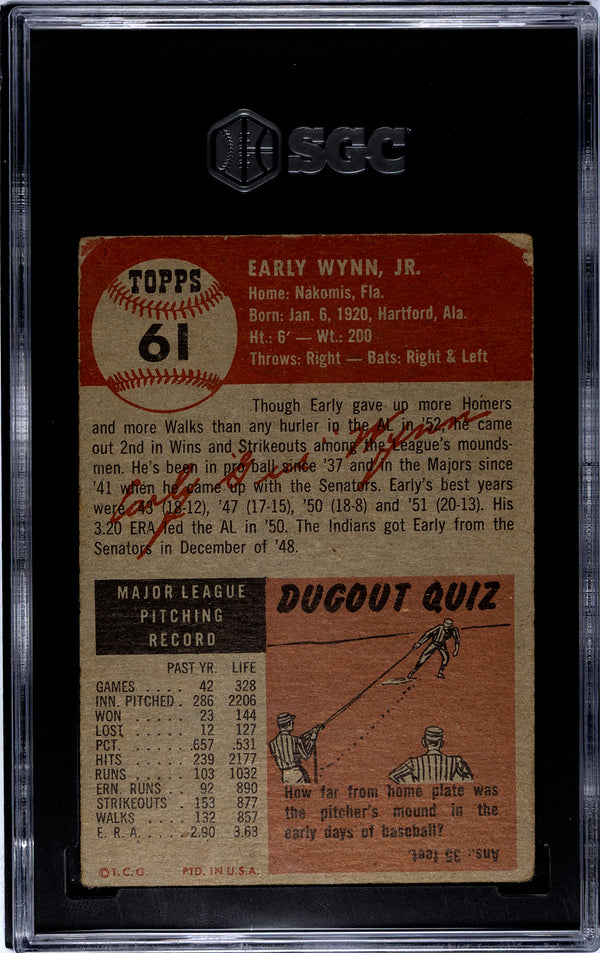 SGC
TOPPS
61
EARLY WYNN, JR.
Home: Nakomis, Fla.
Born: Jan. 6, 1920, Hartford, Ala.
Ht.: 6' — Wt.: 200
Throws: Right — Bats: Right & Left
Though Early gave up more Homers
and more Walks than any hurler in the AL in '52 he came
out 2nd in Wins and Strikeouts among the League's mounds-
men. He's been in pro ball since '37 and in the Majors since
'41 when he came up with the Senators. Early's best years
were '43 (18-12), '47 (17-15), '50 (18-8) and '51 (20-13). His
3.20 ERA led the AL in '50. The Indians got Early from the
Senators in December of '48.
Early "Gus" Wynn
MAJOR LEAGUE
PITCHING
RECORD
PAST YR. LIFE
GAMES . . . . 42 328
INN. PITCHED . 286 2206
WON . . . . . 23 144
LOST . . . . . 12 127
PCT. . . . . . .657 .531
HITS . . . . . 239 2177
RUNS . . . . 103 1032
ERN. RUNS . . 92 890
STRIKEOUTS . 153 877
WALKS . . . . 132 857
E. R. A. . . . . 2.90 3.63
©T.C.G. PTD. IN U.S.A.
DUGOUT QUIZ
How far from home plate was
the pitcher's mound in the
early days of baseball?
Ans.: 35 feet.